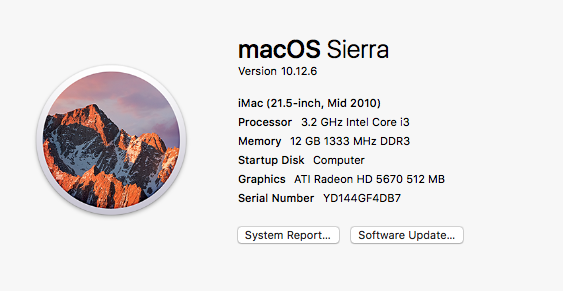 macOS Sierra
Version 10.12.6
iMac (21.5-inch, Mid 2010)
Processor 3.2 GHz Intel Core i3
Memory 12 GB 1333 MHz DDR3
Startup Disk Computer
Graphics ATI Radeon HD 5670 512 MB
Serial Number YD144GF4DB7
System Report... Software Update...